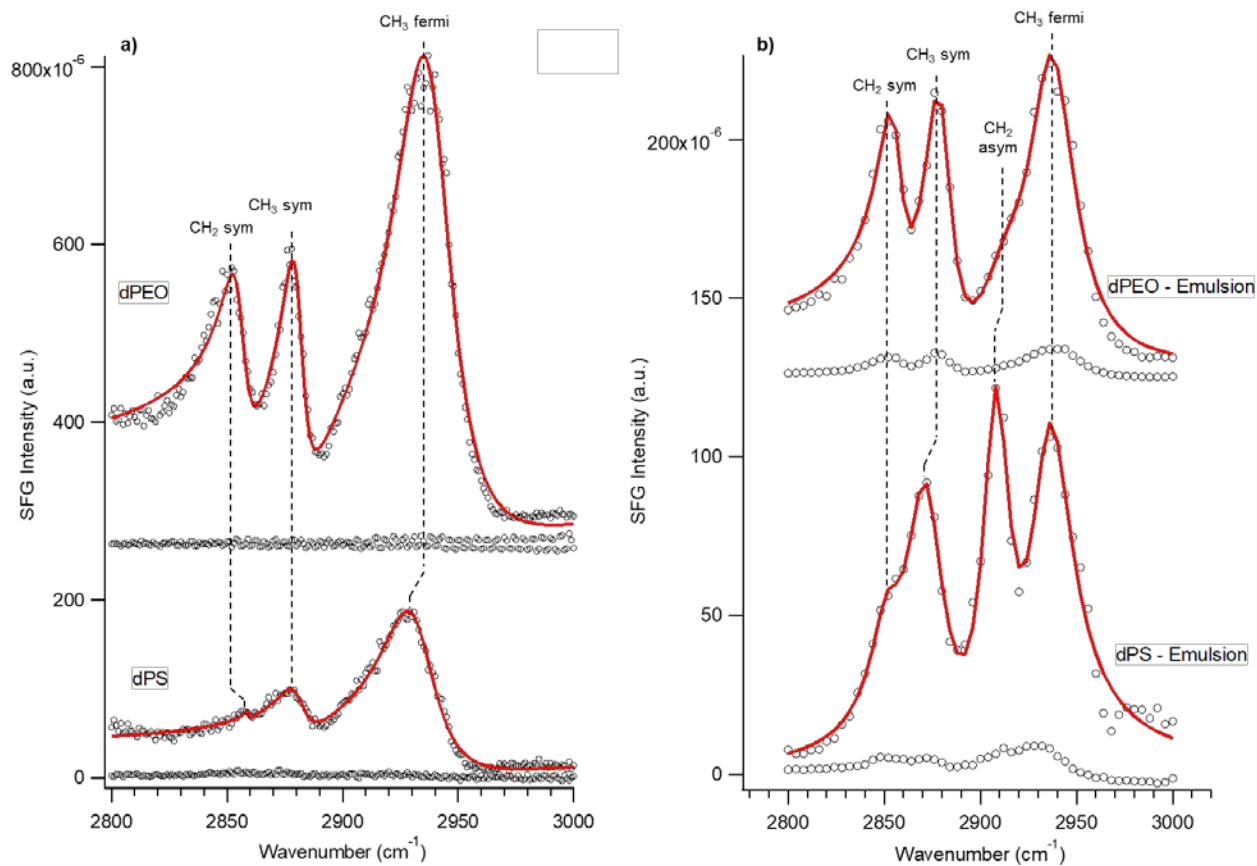 a)
CH3 fermi
800x10-6
CH2 sym
CH3 sym
600
dPEO
400
200
dPS
0
SFG Intensity (a.u.)
2800
2850
2900
2950
3000
Wavenumber (cm-1)
b)
CH3 fermi
CH3 sym
CH2 sym
CH2
asym
200x10-6
dPEO - Emulsion
150
100
dPS - Emulsion
50
0
SFG Intensity (a.u.)
2800
2850
2900
2950
3000
Wavenumber (cm-1)